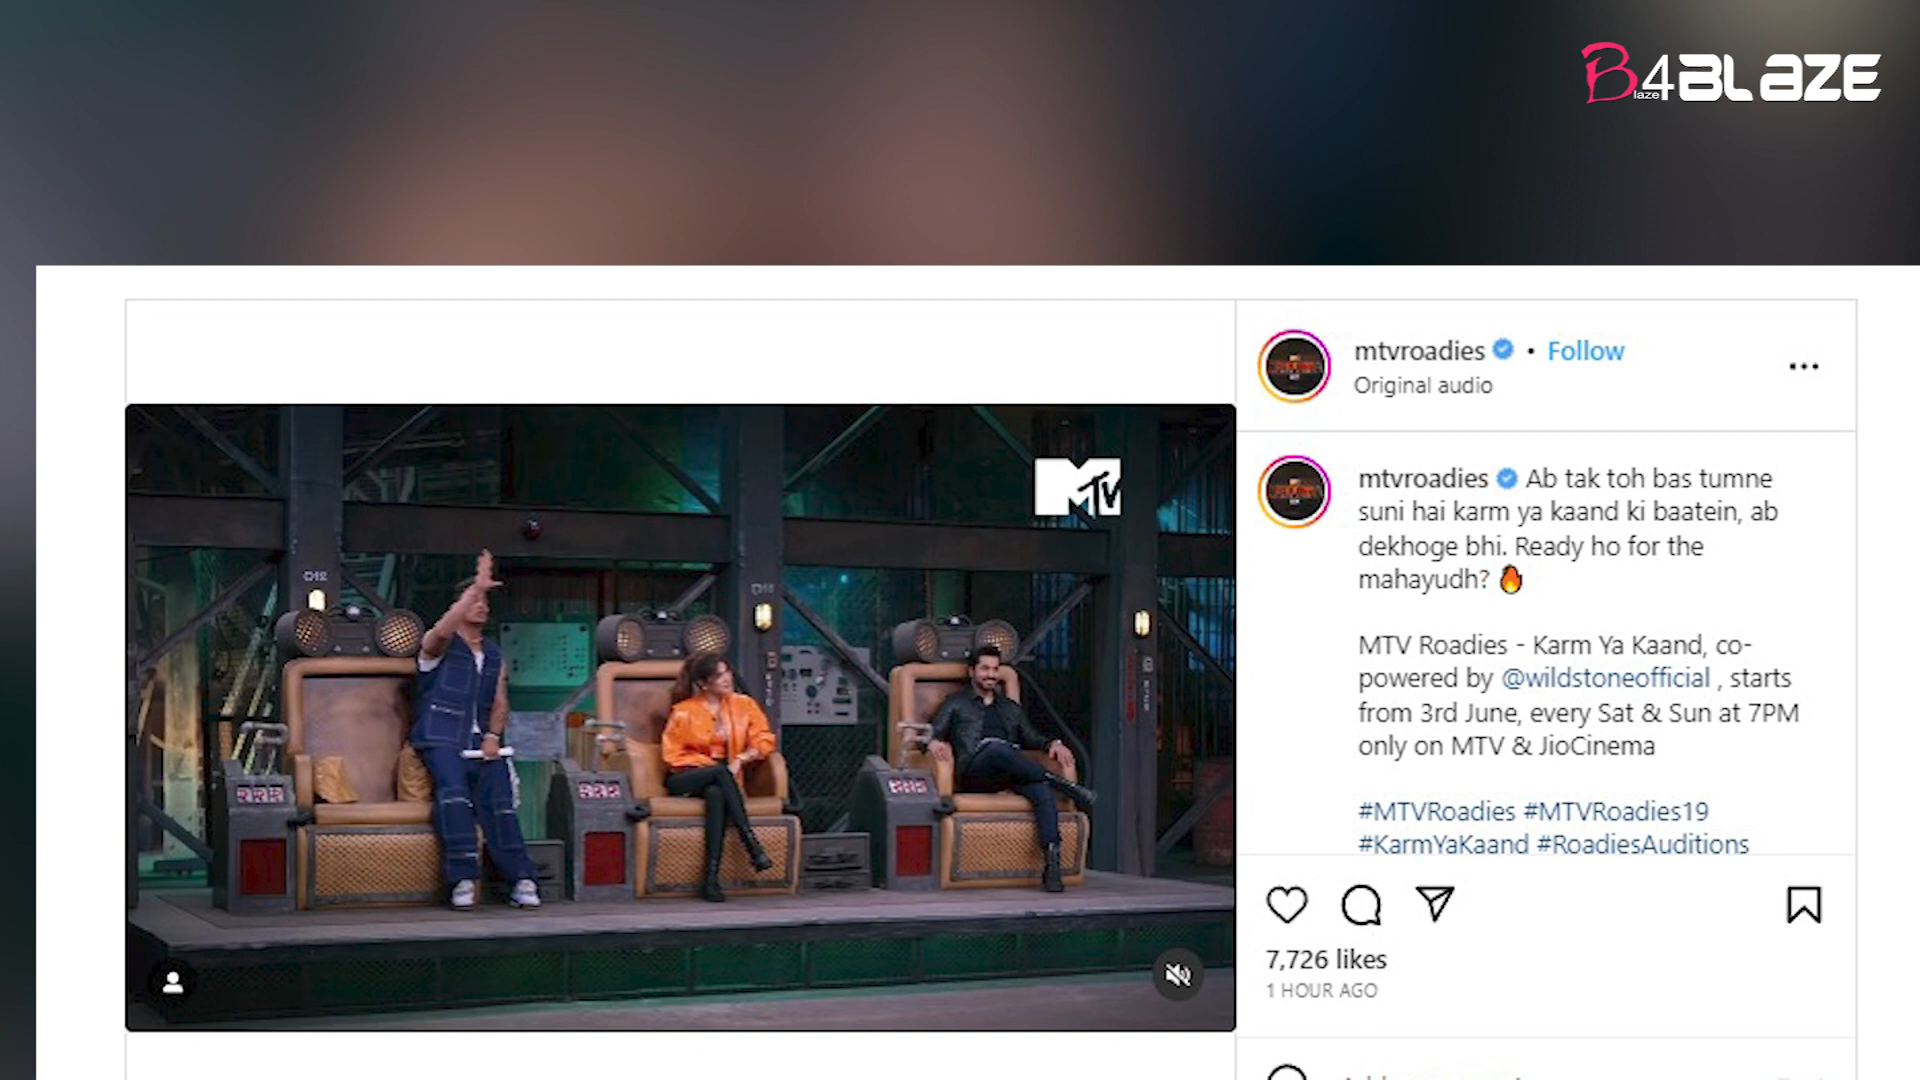 B4BLAZE
laze
mtvroadies • Follow
Original audio
MTV
mtvroadies Ab tak toh bas tumne
suni hai karm ya kaand ki baatein, ab
dekhoge bhi. Ready ho for the
mahayudh? 🔥
MTV Roadies - Karm Ya Kaand, co-
powered by @wildstoneofficial , starts
from 3rd June, every Sat & Sun at 7PM
only on MTV & JioCinema
#MTVRoadies #MTVRoadies19
#KarmYaKaand #RoadiesAuditions
7,726 likes
1 HOUR AGO